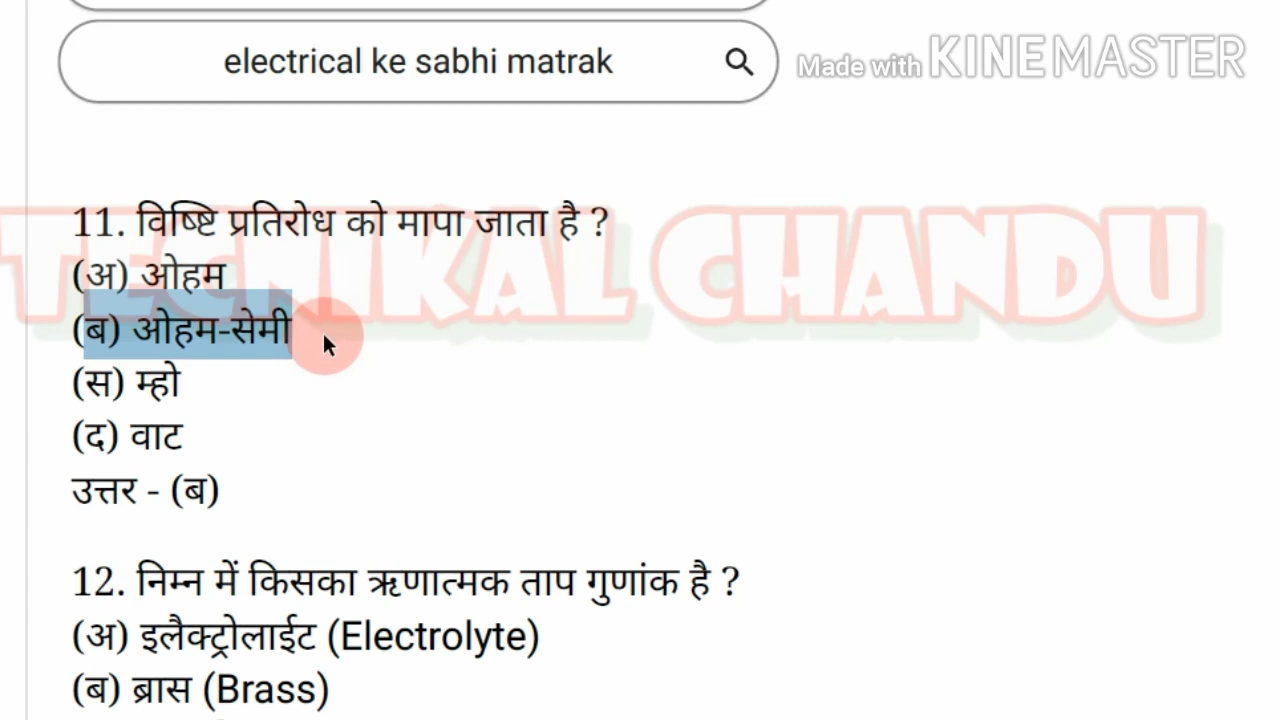 electrical ke sabhi matrak
Made with KINEMASTER
TECNIKAL CHANDU
11. विष्ष्टि प्रतिरोध को मापा जाता है ?
(अ) ओहम
(ब) ओहम-सेमी
(स) म्हो
(द) वाट
उत्तर - (ब)
12. निम्न में किसका ऋणात्मक ताप गुणांक है ?
(अ) इलैक्ट्रोलाईट (Electrolyte)
(ब) ब्रास (Brass)